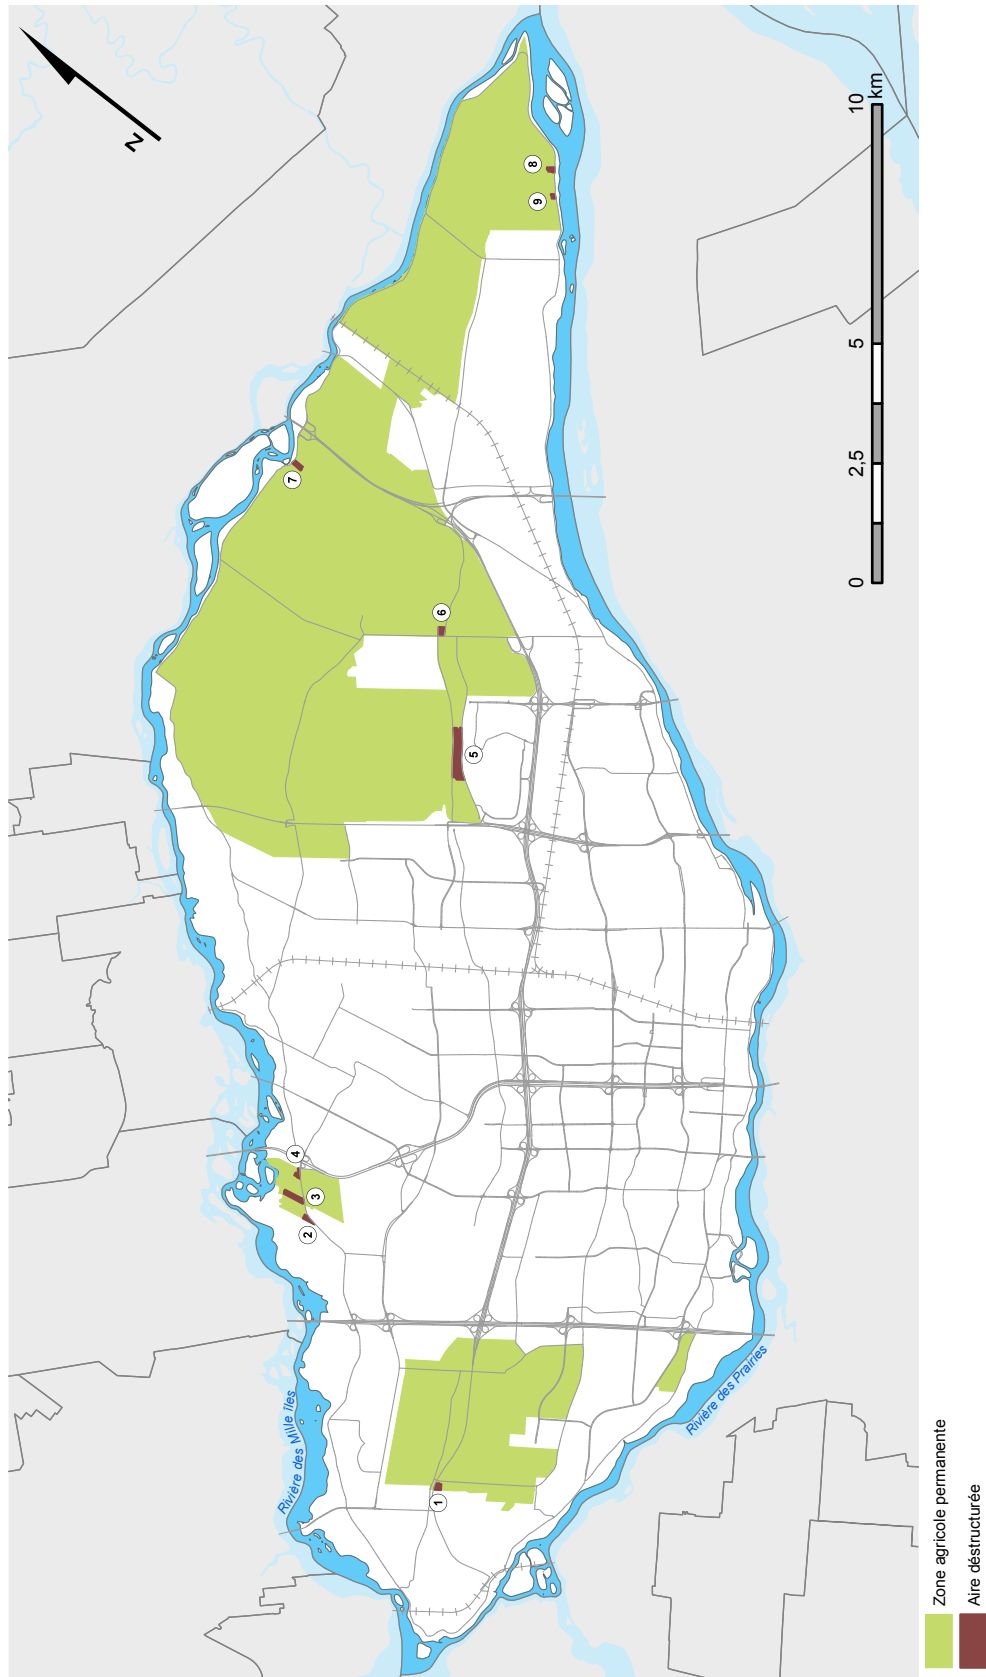 N
Rivière des Mille îles
Rivière des Prairies
1
2
3
4
5
6
7
9
8
0
2,5
5
10
km
Zone agricole permanente
Aire déstructurée